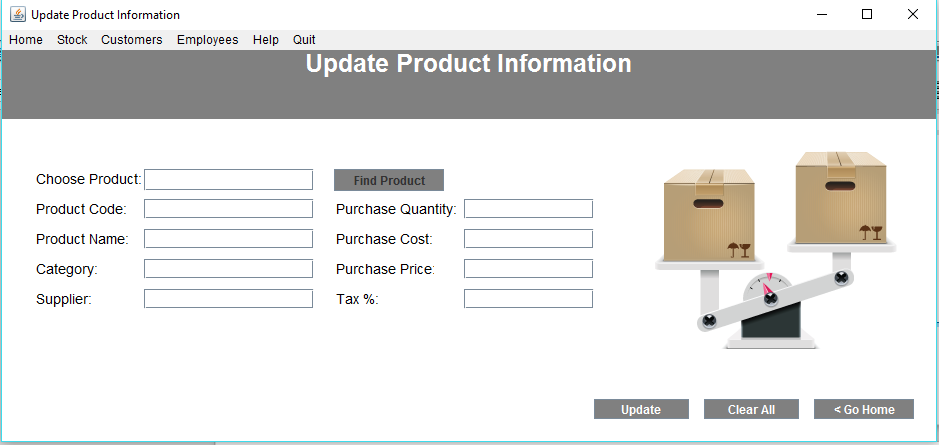 Update Product Information
Home Stock Customers Employees Help Quit
Update Product Information
Choose Product: Find Product
Product Code: Purchase Quantity:
Product Name: Purchase Cost:
Category: Purchase Price:
Supplier: Tax %:
Update Clear All < Go Home